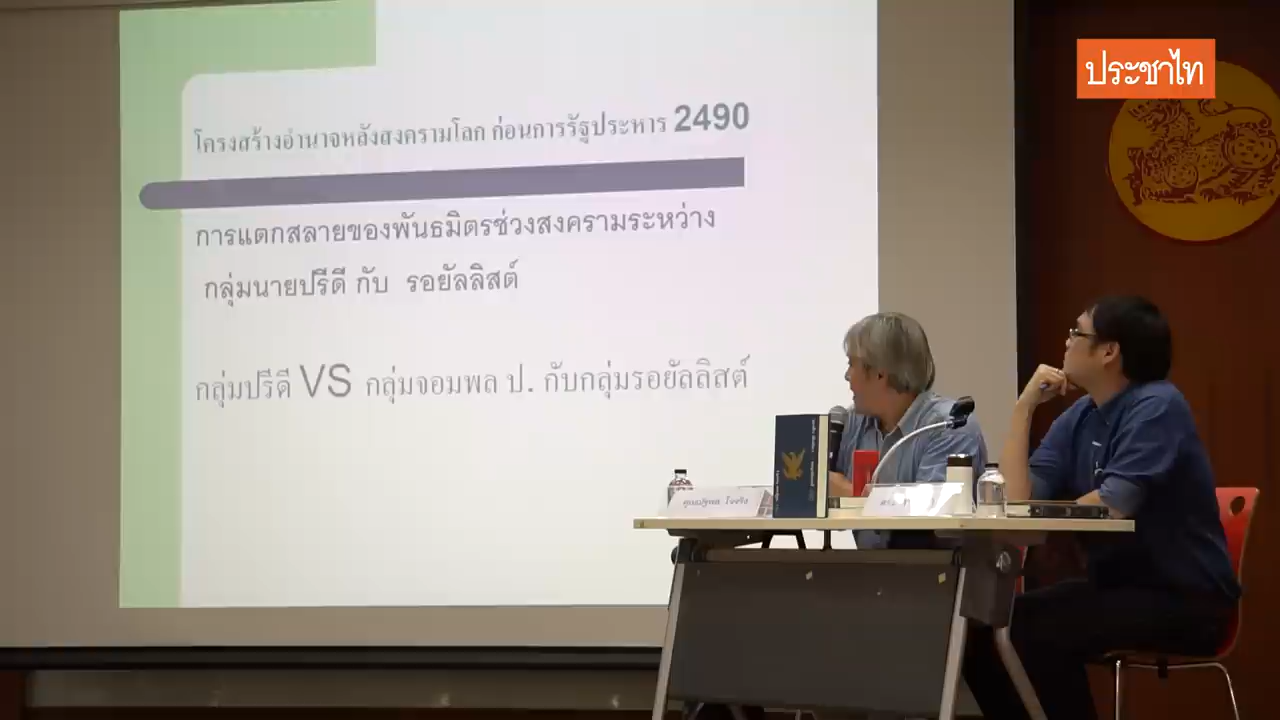 ประชาไท
โครงสร้างอำนาจหลังสงครามโลก ก่อนการรัฐประหาร 2490
การแตกสลายของพันธมิตรช่วงสงครามระหว่าง
กลุ่มนายปรีดี กับ รอยัลลิสต์
กลุ่มปรีดี VS กลุ่มจอมพล ป. กับกลุ่มรอยัลลิสต์